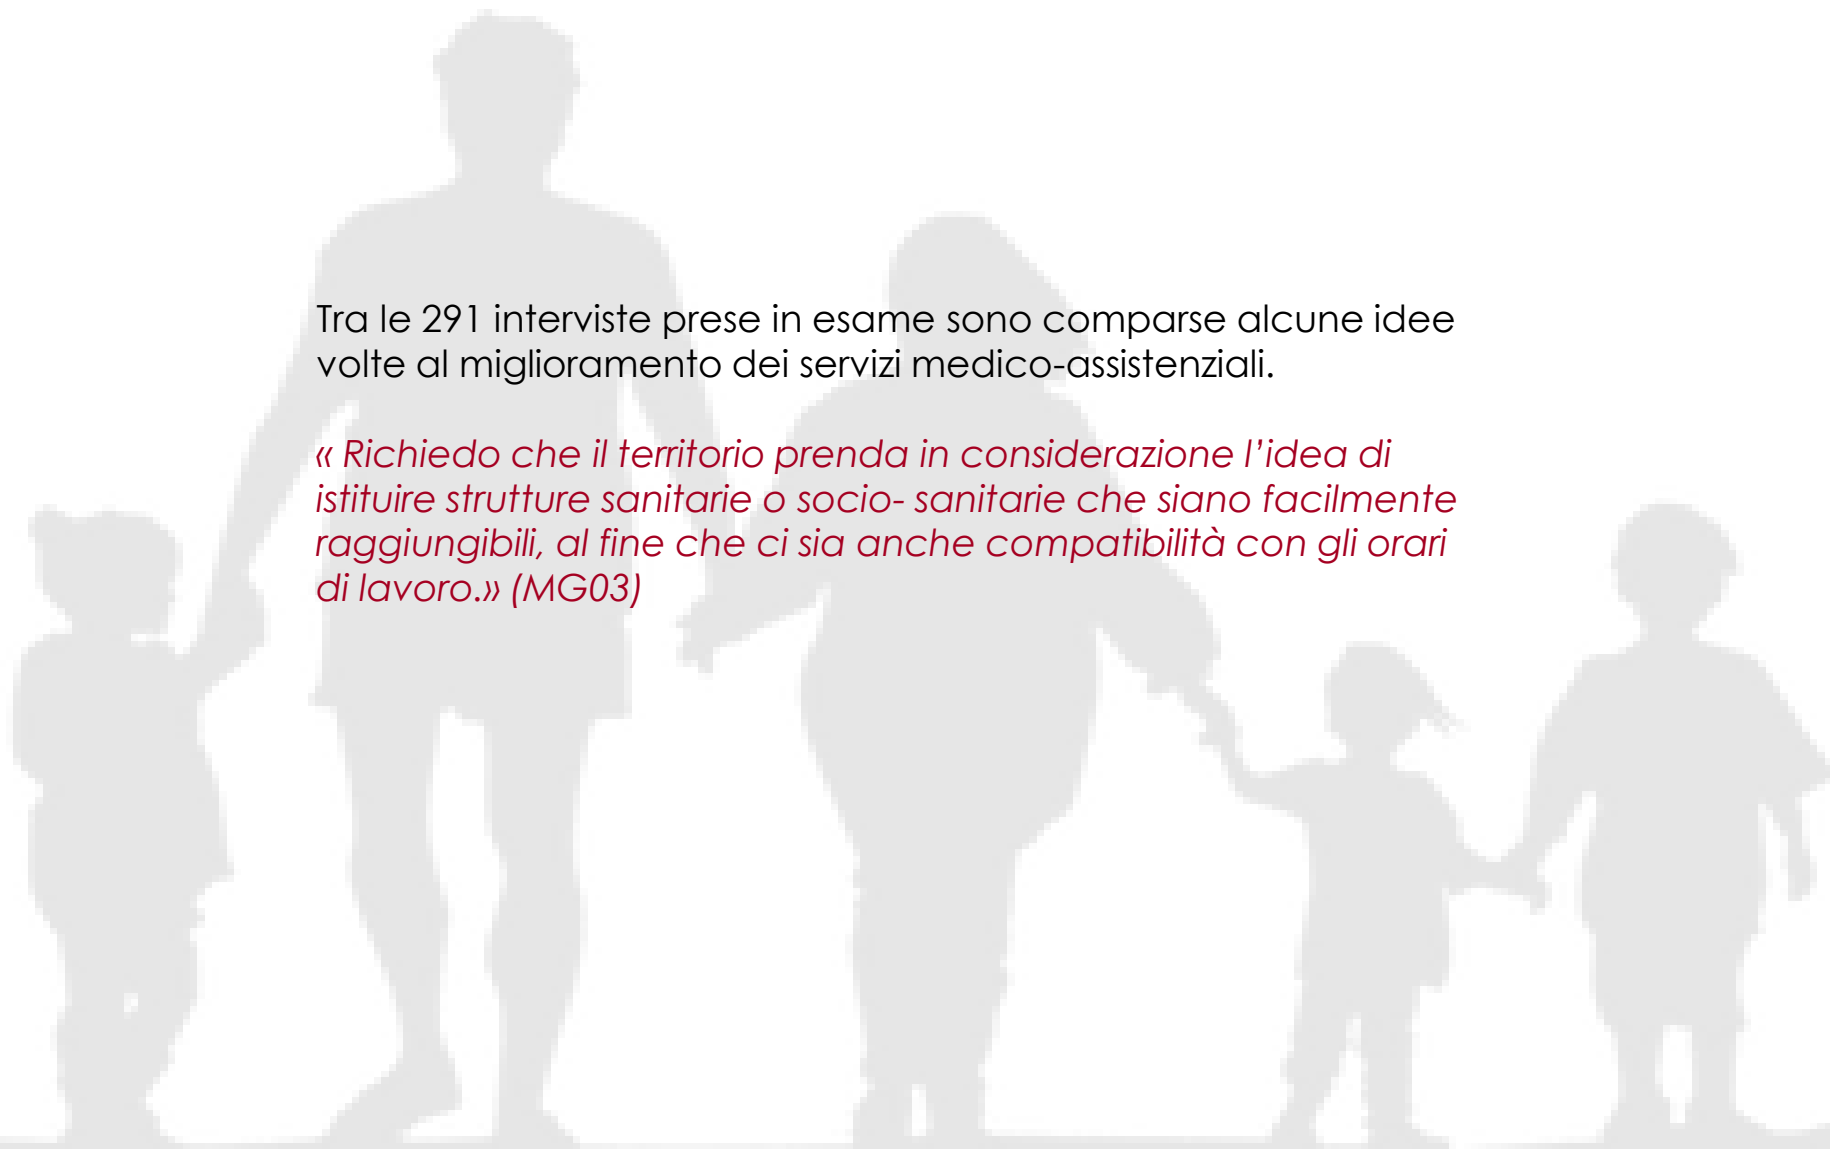 Tra le 291 interviste prese in esame sono comparse alcune idee
volte al miglioramento dei servizi medico-assistenziali.
« Richiedo che il territorio prenda in considerazione l’idea di
istituire strutture sanitarie o socio- sanitarie che siano facilmente
raggiungibili, al fine che ci sia anche compatibilità con gli orari
di lavoro.» (MG03)